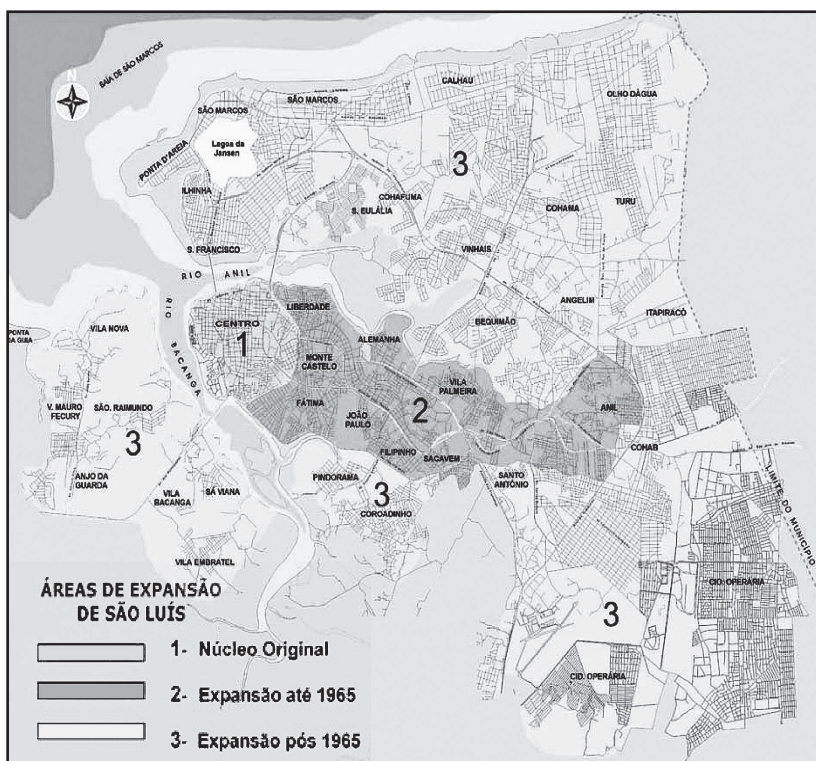 N
BAÍA DE SÃO MARCOS
CALHAU
SÃO MARCOS
SÃO MARCOS
OLHO DÁGUA
Lagoa da
Jansen
PONTA D'AREIA
3
ILHINHA
COHAFUMA
S. EULÁLIA
COHAMA
TURU
S. FRANCISCO
VINHAIS
RIO ANIL
ANGELIM
LIBERDADE
ITAPIRACÓ
RIO BACANGA
CENTRO
1
BEQUIMÃO
PONTA
DA GUIA
VILA NOVA
ALEMANHA
MONTE
CASTELO
VILA
PALMEIRA
ANIL
2
V. MAURO
FECURY
SÃO. RAIMUNDO
FÁTIMA
JOÃO
PAULO
3
FILIPINHO
SACAVEM
COHAB
ANJO DA
GUARDA
PINDORAMA
SANTO
ANTÔNIO
LIMITE DO MUNICÍPIO
VILA
BACANGA
SÁ VIANA
3
COROADINHO
VILA EMBRATEL
CID. OPERÁRIA
3
CID. OPERÁRIA
ÁREAS DE EXPANSÃO
DE SÃO LUÍS
1- Núcleo Original
2- Expansão até 1965
3- Expansão pós 1965